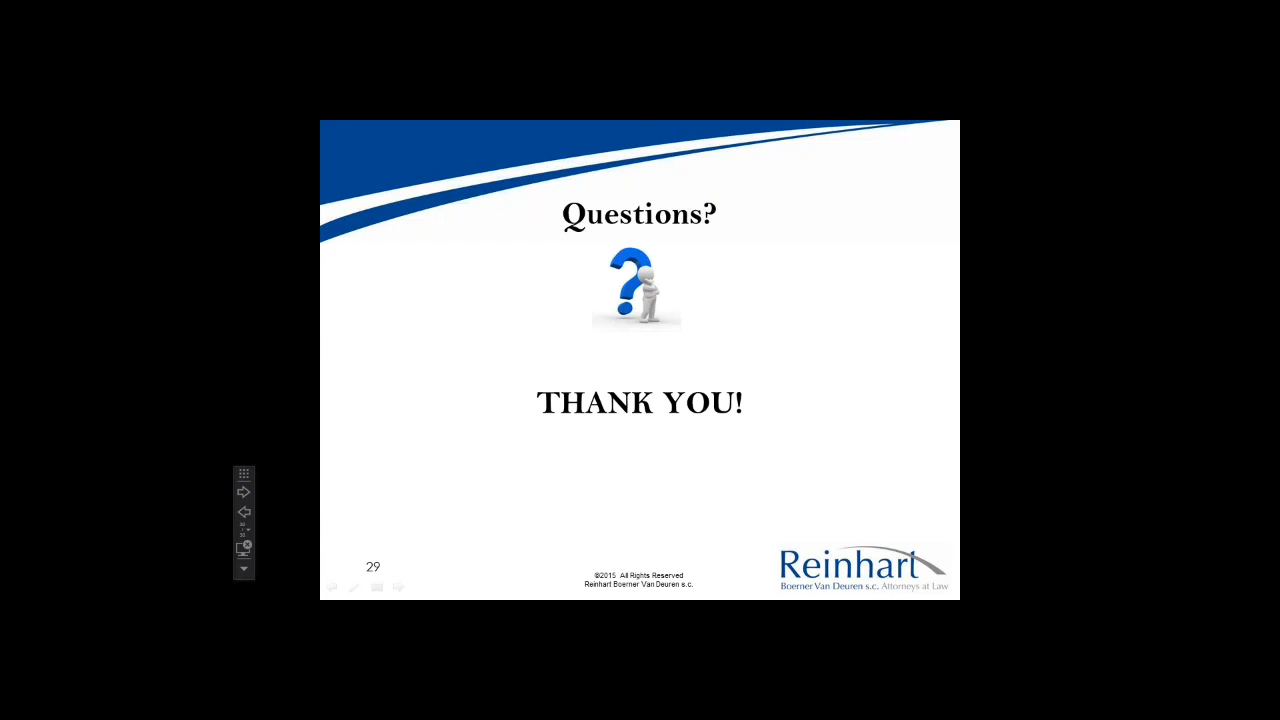 Questions?
THANK YOU!
29
©2015 All Rights Reserved
Reinhart Boerner Van Deuren s.c.
Reinhart
Boerner Van Deuren s.c. Attorneys at Law